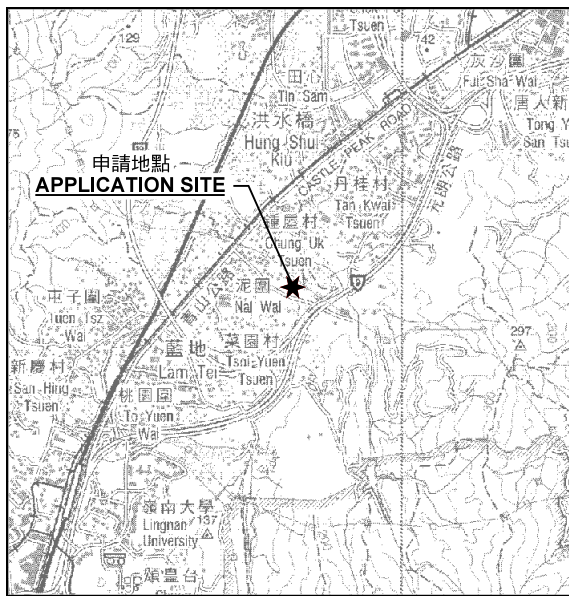 129
Tsuen
742
灰沙圍
Fui Sha Wai
田心
Tin Sam
唐人新
Tong Y
San Tsu
洪水橋
Hung Shui
Kiu
CASTLE PEAK ROAD
申請地點
APPLICATION SITE
丹桂村
Tan Kwai
Tsuen
元朗公路
鍾屋村
Chung Uk
Tsuen
泥圍
Nai Wai
青山公路
屯子圍
Tuen Tsz
Wai
297
藍地
Lam Tei
菜園村
Tsoi Yuen
Tsuen
新慶村
San Hing
Tsuen
桃園圍
To Yuen
Wai
嶺南大學
Lingnan
University
137